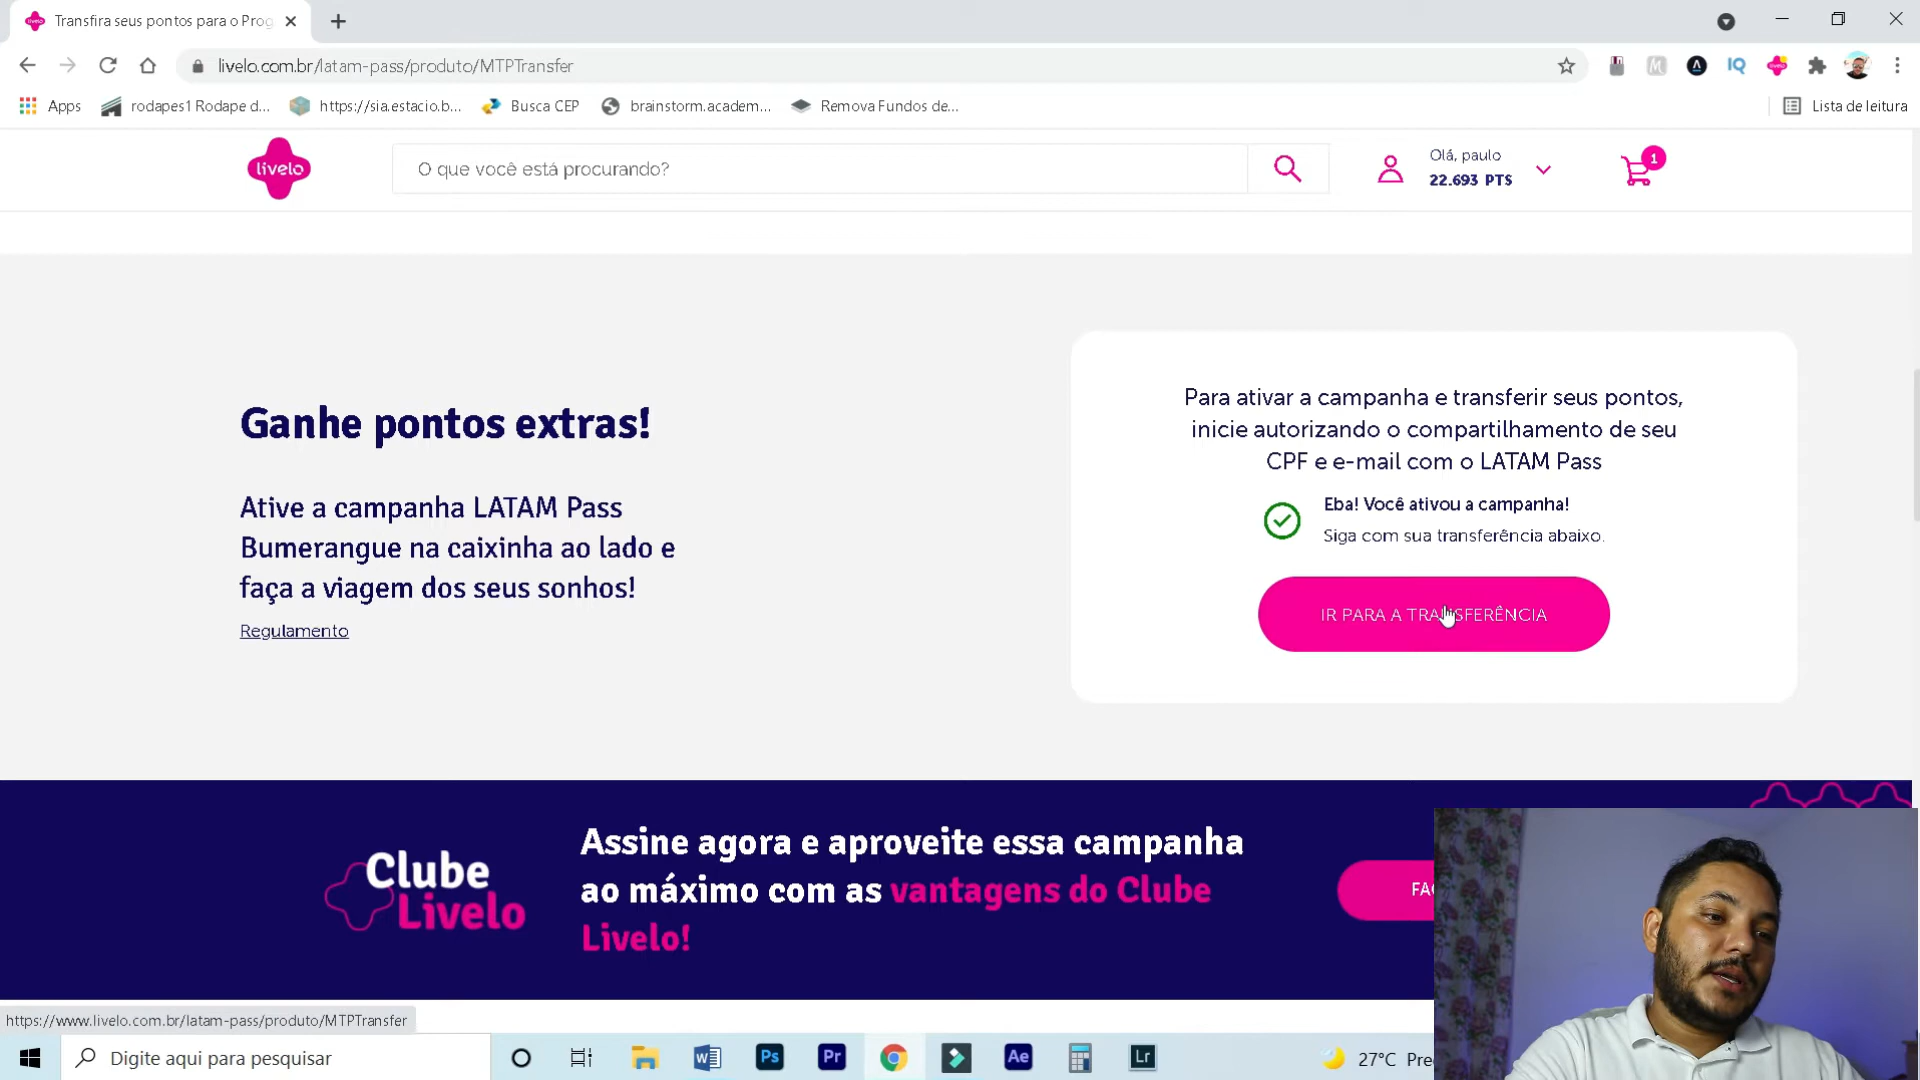 Transfira seus pontos para o Prog
livelo.com.br/latam-pass/produto/MTPTransfer
IQ
Apps
rodapes1 Rodape d...
https://sia.estacio.b...
Busca CEP
brainstorm.academ...
Remova Fundos de...
Lista de leitura
livelo
O que você está procurando?
Olá, paulo
22.693 PTS
1
Ganhe pontos extras!
Ative a campanha LATAM Pass
Bumerangue na caixinha ao lado e
faça a viagem dos seus sonhos!
Regulamento
Para ativar a campanha e transferir seus pontos,
inicie autorizando o compartilhamento de seu
CPF e e-mail com o LATAM Pass
Eba! Você ativou a campanha!
Siga com sua transferência abaixo.
IR PARA A TRANSFERÊNCIA
Clube
Livelo
Assine agora e aproveite essa campanha
ao máximo com as vantagens do Clube
Livelo!
https://www.livelo.com.br/latam-pass/produto/MTPTransfer
Digite aqui para pesquisar
Ps
Pr
Ae
Lr
27°C